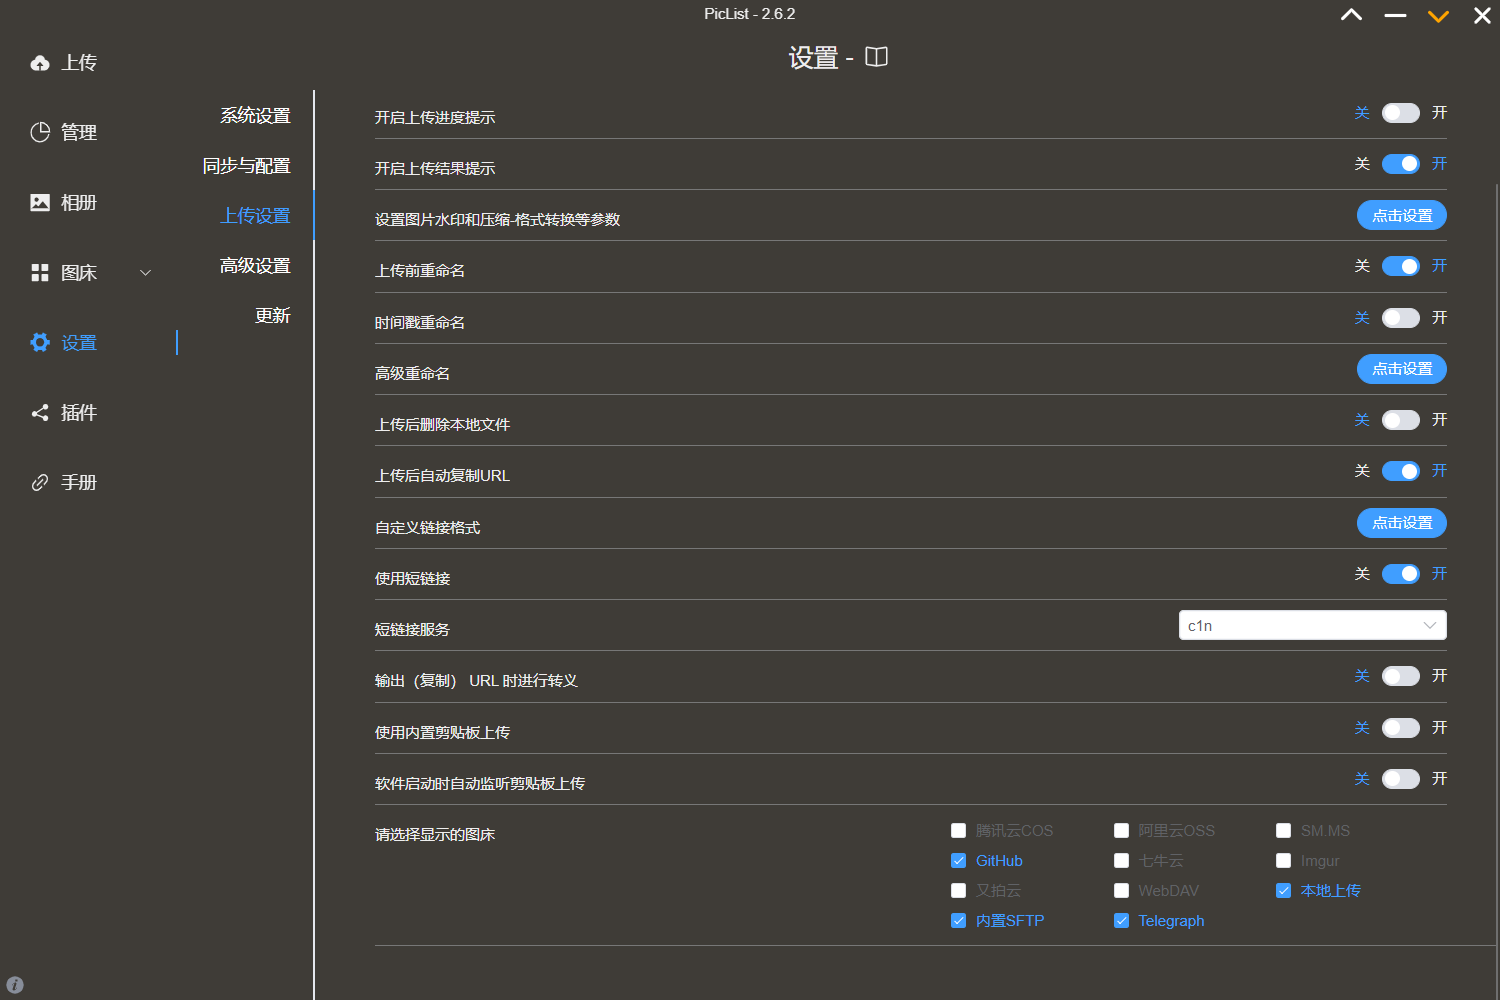 PicList - 2.6.2
设置 -
上传
管理
相册
图床
设置
插件
手册
系统设置
同步与配置
上传设置
高级设置
更新
开启上传进度提示 关 开
开启上传结果提示 关 开
设置图片水印和压缩-格式转换等参数 点击设置
上传前重命名 关 开
时间戳重命名 关 开
高级重命名 点击设置
上传后删除本地文件 关 开
上传后自动复制URL 关 开
自定义链接格式 点击设置
使用短链接 关 开
短链接服务 c1n
输出（复制） URL 时进行转义 关 开
使用内置剪贴板上传 关 开
软件启动时自动监听剪贴板上传 关 开
请选择显示的图床 腾讯云COS 阿里云OSS SM.MS
GitHub 七牛云 Imgur
又拍云 WebDAV 本地上传
内置SFTP Telegraph